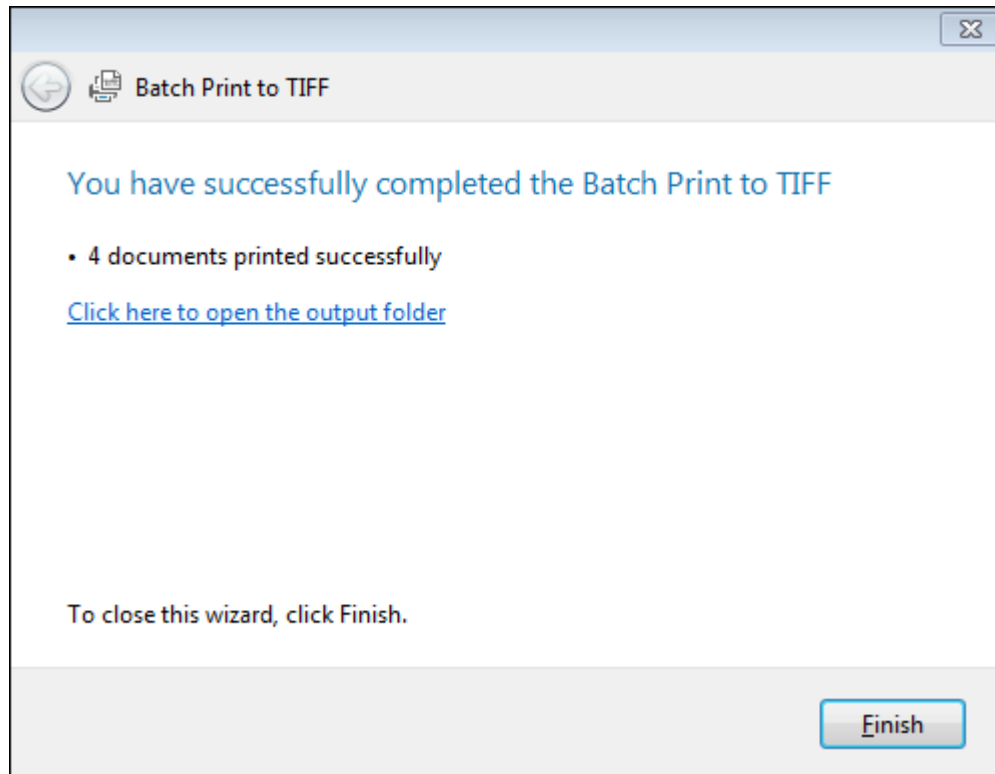 Batch Print to TIFF
You have successfully completed the Batch Print to TIFF
• 4 documents printed successfully
Click here to open the output folder
To close this wizard, click Finish.
Finish